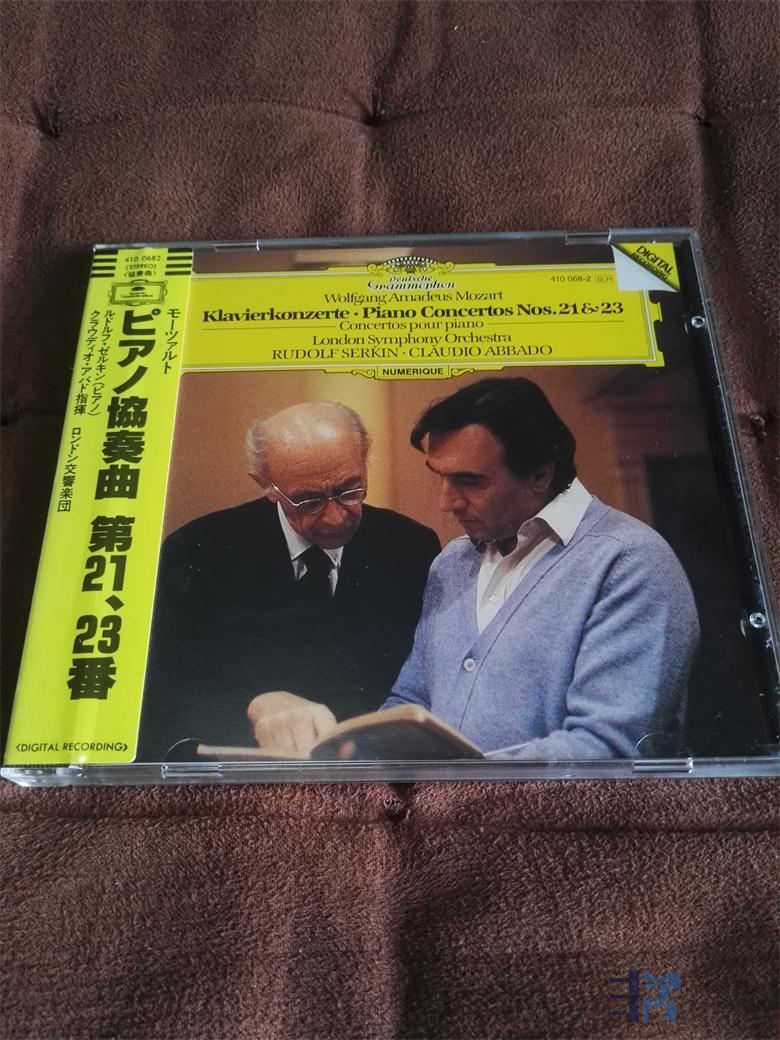 410 0682
(STEREO)
〈協奏曲〉
モーツァルト
ピアノ協奏曲 第21、23番
ルドルフ・ゼルキン(ピアノ)
クラウディオ・アバド指揮 ロンドン交響楽団
《DIGITAL RECORDING》
Deutsche
Grammophon
410 068-2 GH
DIGITAL
RECORDING
Wolfgang Amadeus Mozart
Klavierkonzerte · Piano Concertos Nos. 21 & 23
Concertos pour piano
London Symphony Orchestra
RUDOLF SERKIN · CLAUDIO ABBADO
NUMERIQUE